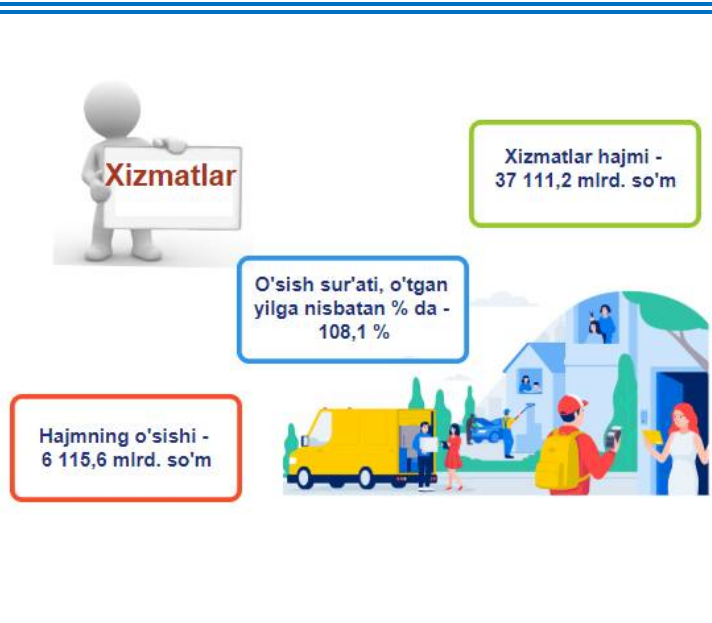 Xizmatlar
Xizmatlar hajmi -
37 111,2 mlrd. so'm
O'sish sur'ati, o'tgan
yilga nisbatan % da -
108,1 %
Hajmning o'sishi -
6 115,6 mlrd. so'm